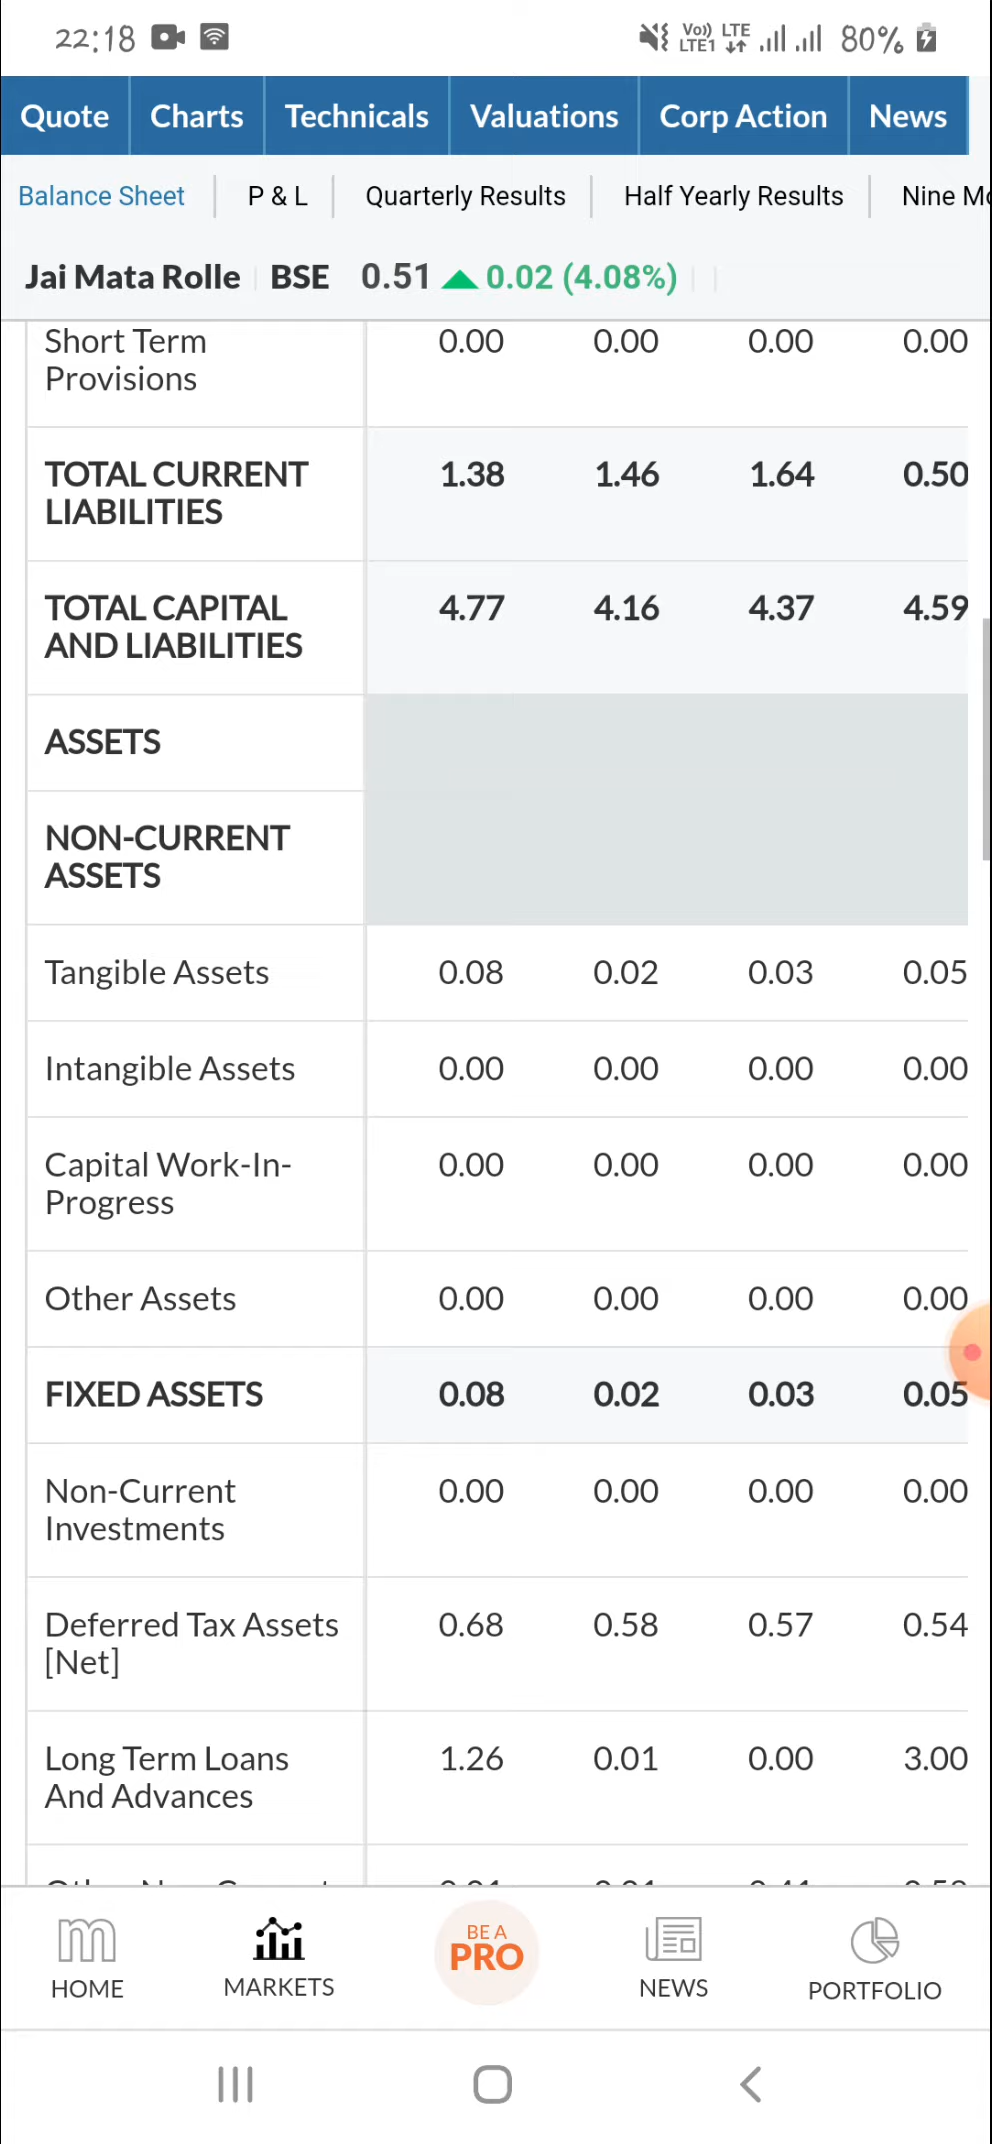 22:18 Vo)) LTE LTE1 80%
Quote Charts Technicals Valuations Corp Action News
Balance Sheet P & L Quarterly Results Half Yearly Results Nine
Jai Mata Rolle BSE 0.51 0.02 (4.08%)
Short Term 0.00 0.00 0.00 0.00
Provisions
TOTAL CURRENT 1.38 1.46 1.64 0.50
LIABILITIES
TOTAL CAPITAL 4.77 4.16 4.37 4.59
AND LIABILITIES
ASSETS
NON-CURRENT
ASSETS
Tangible Assets 0.08 0.02 0.03 0.05
Intangible Assets 0.00 0.00 0.00 0.00
Capital Work-In- 0.00 0.00 0.00 0.00
Progress
Other Assets 0.00 0.00 0.00 0.00
FIXED ASSETS 0.08 0.02 0.03 0.05
Non-Current 0.00 0.00 0.00 0.00
Investments
Deferred Tax Assets 0.68 0.58 0.57 0.54
[Net]
Long Term Loans 1.26 0.01 0.00 3.00
And Advances
BE A
PRO
HOME MARKETS NEWS PORTFOLIO